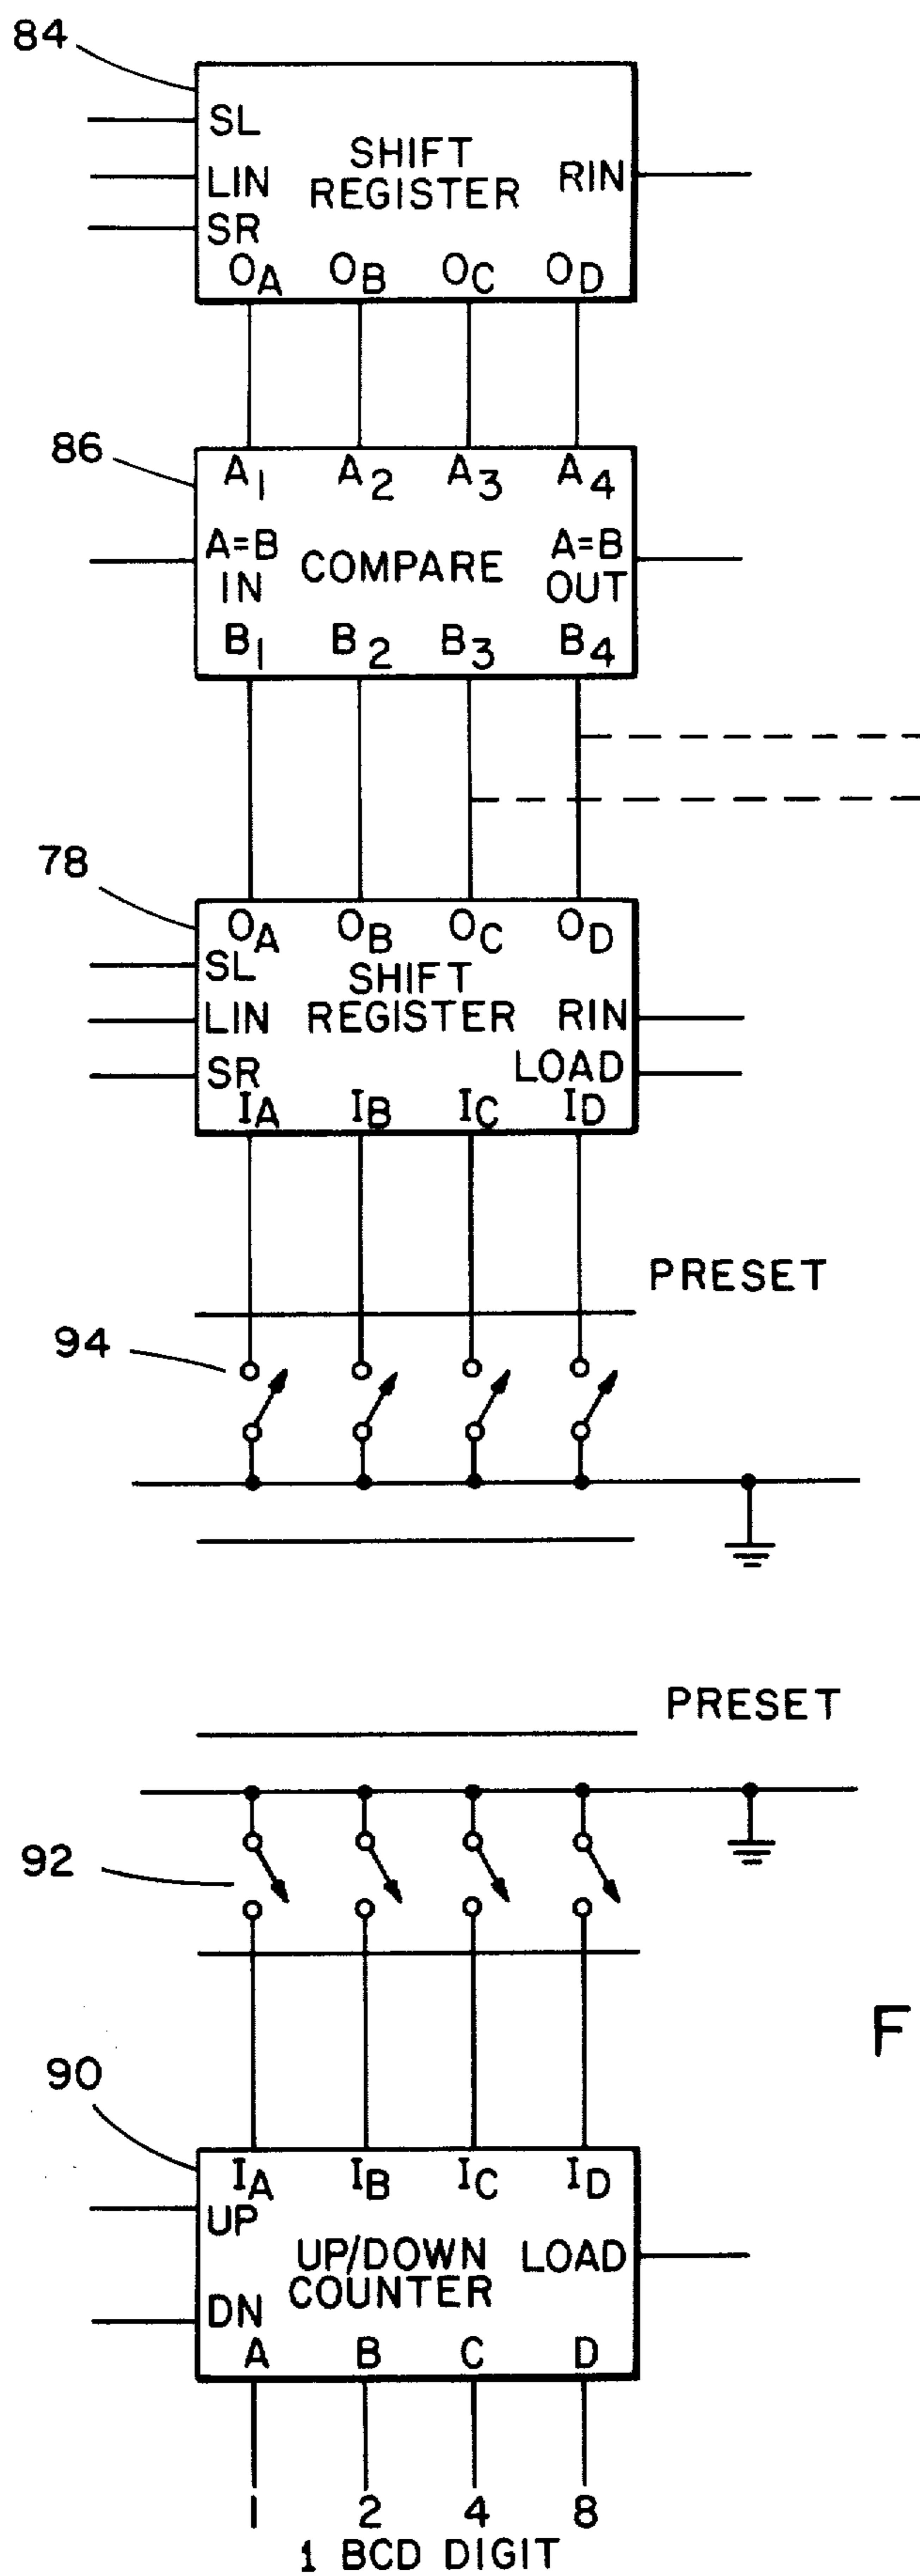 84
SL
SHIFT
LIN REGISTER RIN
SR
OA OB OC OD
86
A1 A2 A3 A4
A=B A=B
COMPARE
IN OUT
B1 B2 B3 B4
78
OA OB OC OD
SL SHIFT
LIN REGISTER RIN
SR LOAD
IA IB IC ID
PRESET
94
PRESET
92
F
90
IA IB IC ID
UP
UP/DOWN LOAD
COUNTER
DN
A B C D
1 2 4 8
1 BCD DIGIT